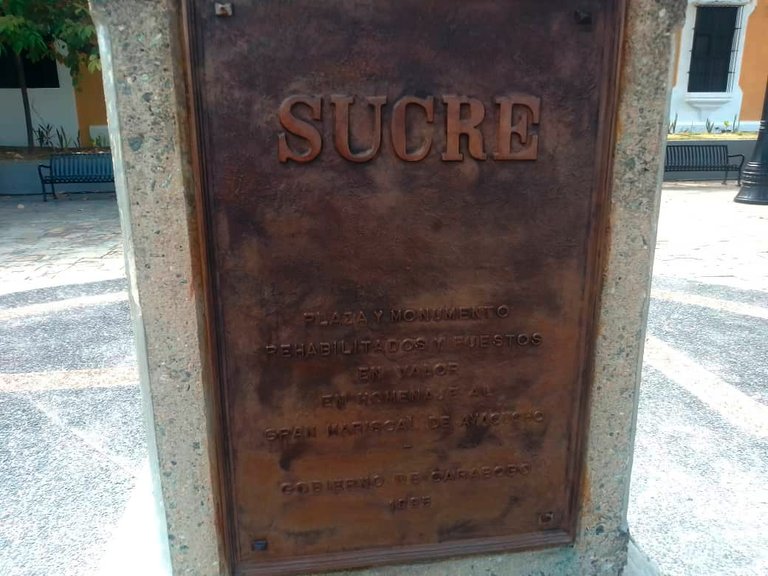 SUCRE
PLAZA Y MONUMENTO
REHABILITADOS Y PUESTOS
EN VALOR
EN HOMENAJE AL
GRAN MARISCAL DE AYACUCHO
GOBIERNO DE CARABOBO